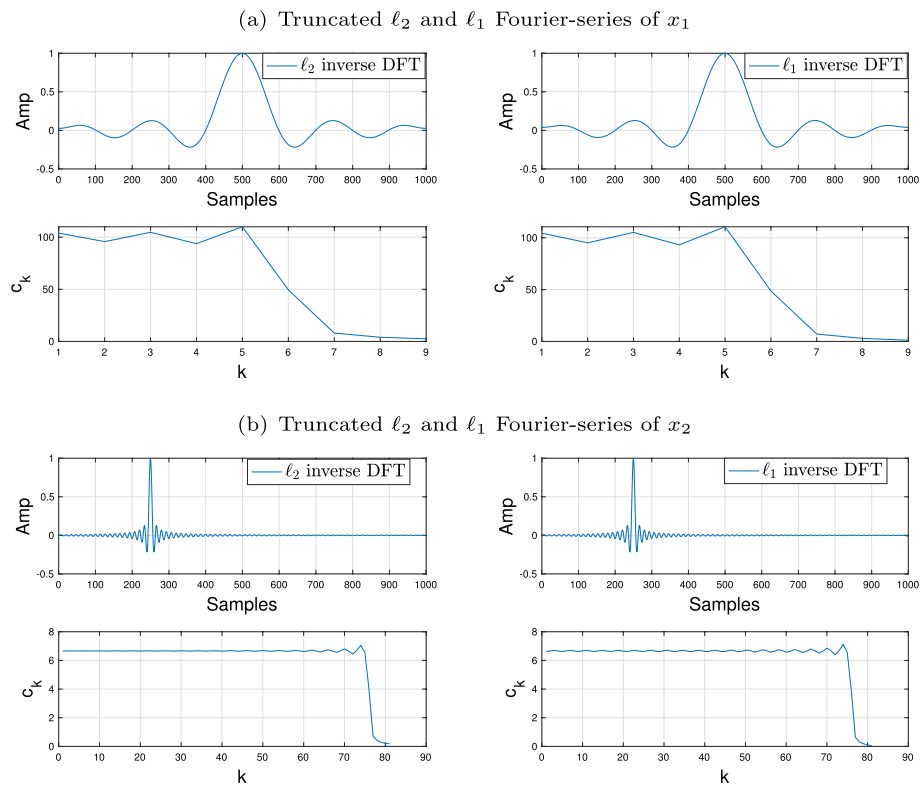 (a) Truncated ℓ₂ and ℓ₁ Fourier-series of x₁
ℓ₂ inverse DFT
Amp
1
0.5
0
-0.5
0 100 200 300 400 500 600 700 800 900 1000
Samples
ℓ₁ inverse DFT
Amp
1
0.5
0
-0.5
0 100 200 300 400 500 600 700 800 900 1000
Samples
cₖ
100
50
0
1 2 3 4 5 6 7 8 9
k
cₖ
100
50
0
1 2 3 4 5 6 7 8 9
k
(b) Truncated ℓ₂ and ℓ₁ Fourier-series of x₂
ℓ₂ inverse DFT
Amp
1
0.5
0
-0.5
0 100 200 300 400 500 600 700 800 900 1000
Samples
ℓ₁ inverse DFT
Amp
1
0.5
0
-0.5
0 100 200 300 400 500 600 700 800 900 1000
Samples
cₖ
8
6
4
2
0
0 10 20 30 40 50 60 70 80 90
k
cₖ
8
6
4
2
0
0 10 20 30 40 50 60 70 80 90
k